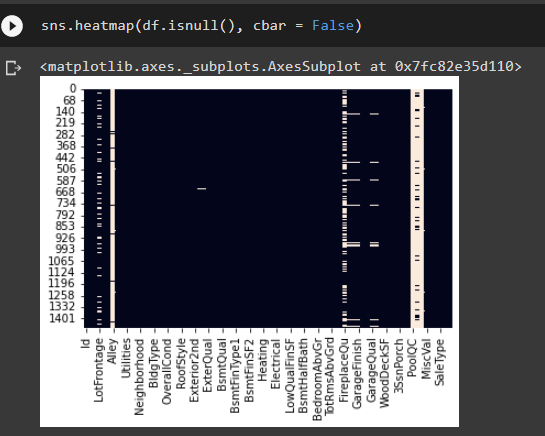 sns.heatmap(df.isnull(), cbar = False)
<matplotlib.axes._subplots.AxesSubplot at 0x7fc82e35d110>
0
68
140
219
282
368
442
506
587
668
734
792
853
926
993
1065
1124
1196
1258
1332
1401
Id
LotFrontage
Alley
Utilities
Neighborhood
BldgType
OverallCond
RoofStyle
Exterior2nd
ExterQual
BsmtQual
BsmtFinType1
BsmtFinSF2
Heating
Electrical
LowQualFinSF
BsmtHalfBath
BedroomAbvGr
TotRmsAbvGrd
FireplaceQu
GarageFinish
GarageQual
WoodDeckSF
3SsnPorch
PoolQC
MiscVal
SaleType